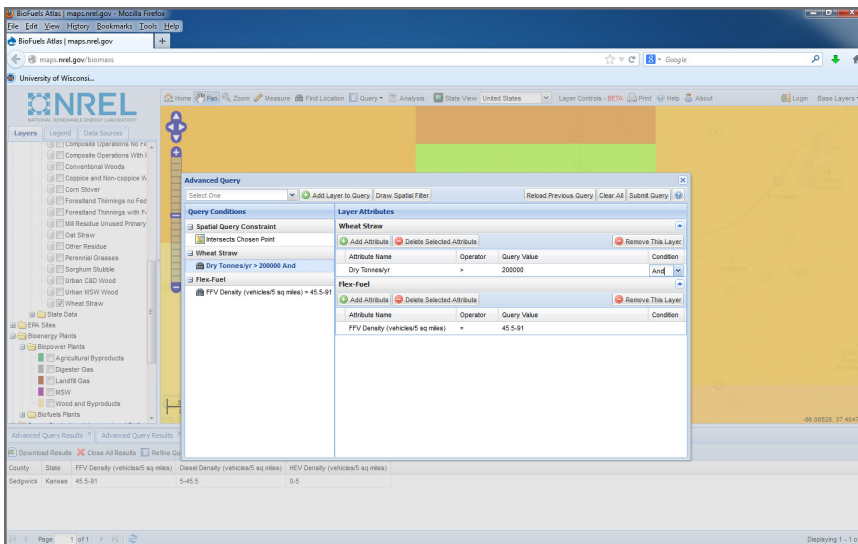 BioFuels Atlas | maps.nrel.gov - Mozilla Firefox
File Edit View History Bookmarks Tools Help
BioFuels Atlas | maps.nrel.gov
maps.nrel.gov/biomass
Google
University of Wisconsi...
NREL
NATIONAL RENEWABLE ENERGY LABORATORY
Home Pan Zoom Measure Find Location Query Analysis State View United States Layer Controls - BETA Print Help About Login Base Layers
Layers Legend Data Sources
Composite Operations No Fe
Composite Operations With I
Conventional Woods
Coppice and Non-coppice W
Corn Stover
Forestland Thinnings no Fed
Forestland Thinnings with Fe
Mill Residue Unused Primary
Oat Straw
Other Residue
Perennial Grasses
Sorghum Stubble
Urban C&D Wood
Urban MSW Wood
Wheat Straw
State Data
EPA Sites
Bioenergy Plants
Biopower Plants
Agricultural Byproducts
Digester Gas
Landfill Gas
MSW
Wood and Byproducts
Biofuels Plants
Advanced Query
Select One Add Layer to Query Draw Spatial Filter Reload Previous Query Clear All Submit Query
Query Conditions
Spatial Query Constraint
Intersects Chosen Point
Wheat Straw
Dry Tonnes/yr > 200000 And
Flex-Fuel
FFV Density (vehicles/5 sq miles) = 45.5-91
Layer Attributes
Wheat Straw
Add Attribute Delete Selected Attribute Remove This Layer
Attribute Name Operator Query Value Condition
Dry Tonnes/yr > 200000 And
Flex-Fuel
Add Attribute Delete Selected Attribute Remove This Layer
Attribute Name Operator Query Value Condition
FFV Density (vehicles/5 sq miles) = 45.5-91
Advanced Query Results Advanced Query Results
Download Results Close All Results Refine Qu
County State FFV Density (vehicles/5 sq miles) Diesel Density (vehicles/5 sq miles) HEV Density (vehicles/5 sq miles)
Sedgwick Kansas 45.5-91 5-45.5 0-5
Page 1 of 1 Displaying 1 - 1 o